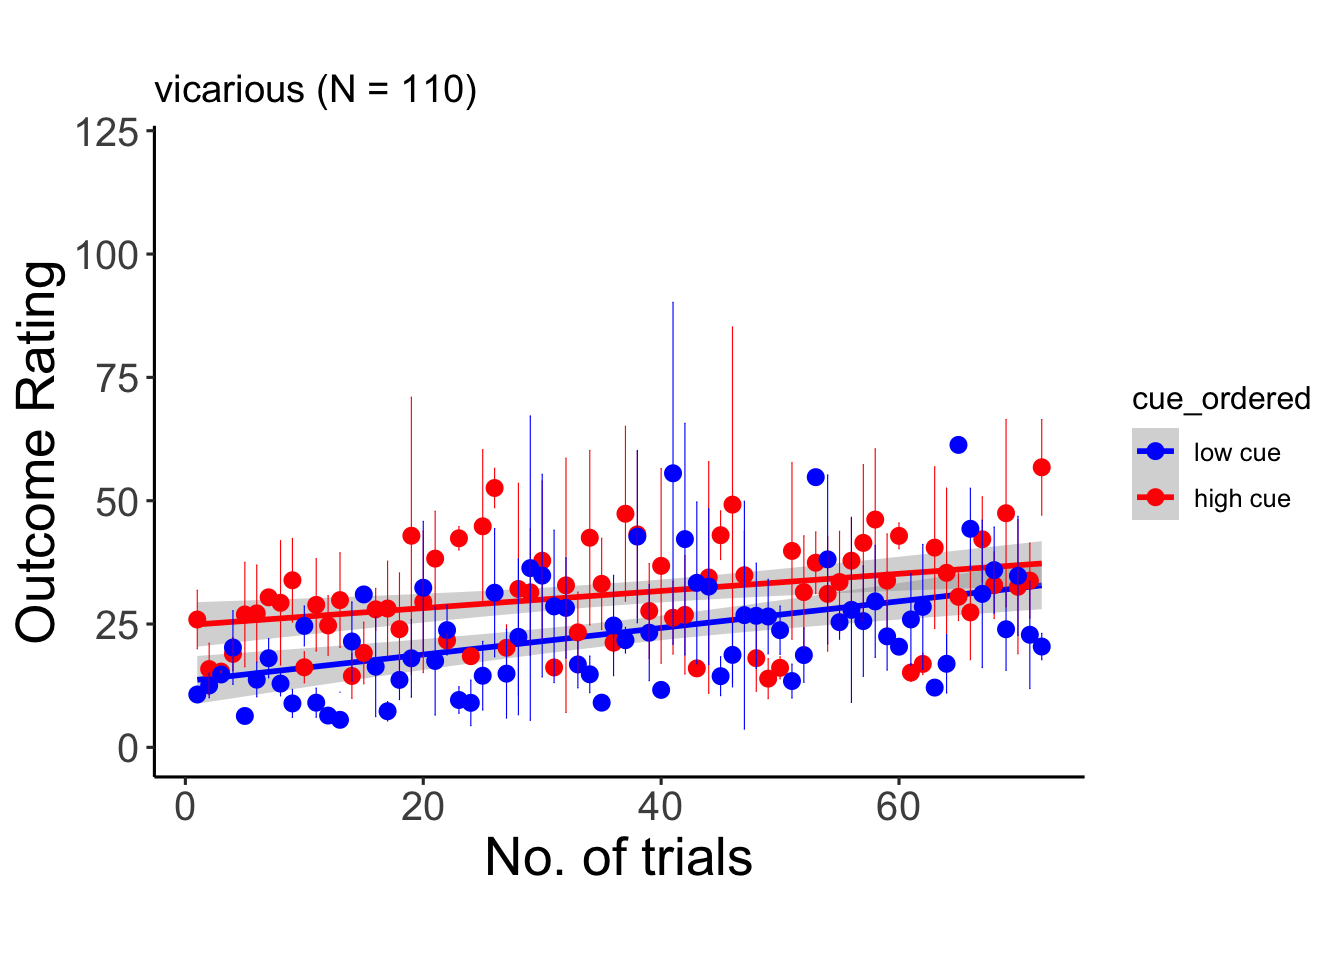 vicarious (N = 110)
125
100
75
50
25
0
Outcome Rating
0 20 40 60
No. of trials
cue_ordered
low cue
high cue